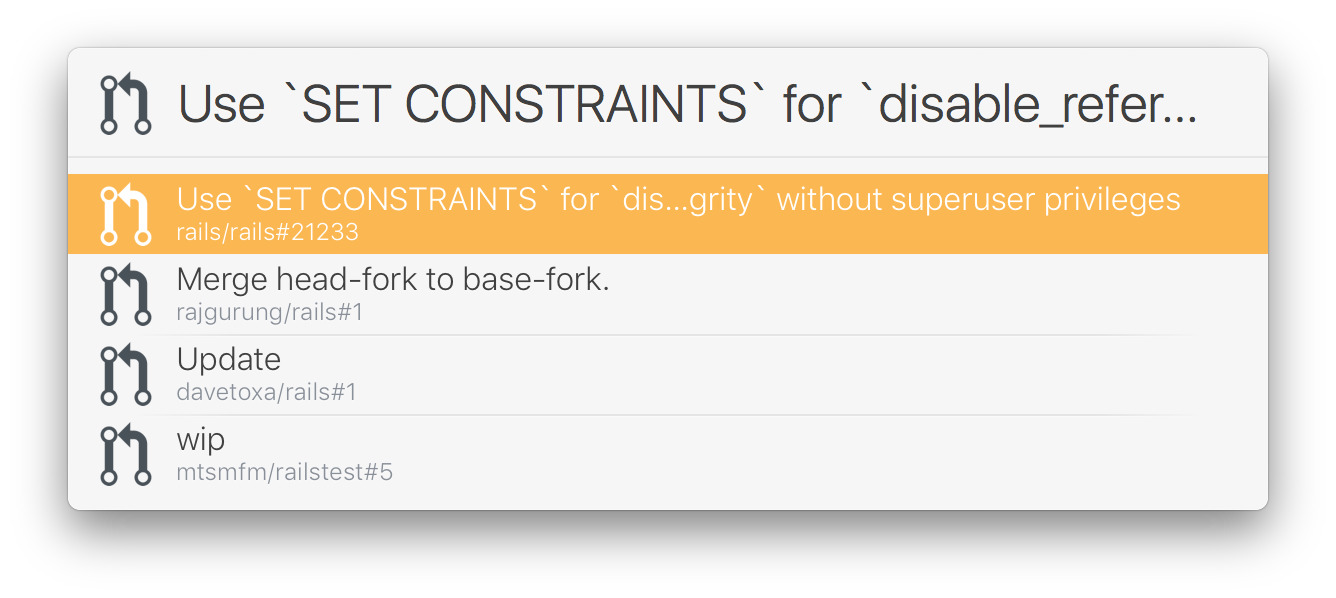 Use `SET CONSTRAINTS` for `disable_refer...
Use `SET CONSTRAINTS` for `dis...grity` without superuser privileges
rails/rails#21233
Merge head-fork to base-fork.
rajgurung/rails#1
Update
davetoxa/rails#1
wip
mtsmfm/railstest#5